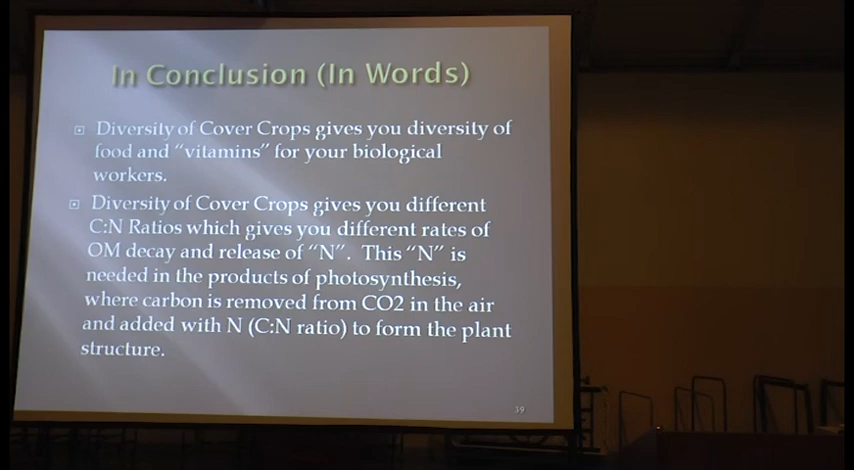 In Conclusion (In Words)
Diversity of Cover Crops gives you diversity of
food and “vitamins” for your biological
workers.
Diversity of Cover Crops gives you different
C:N Ratios which gives you different rates of
OM decay and release of “N”. This “N” is
needed in the products of photosynthesis,
where carbon is removed from CO2 in the air
and added with N (C:N ratio) to form the plant
structure.
39